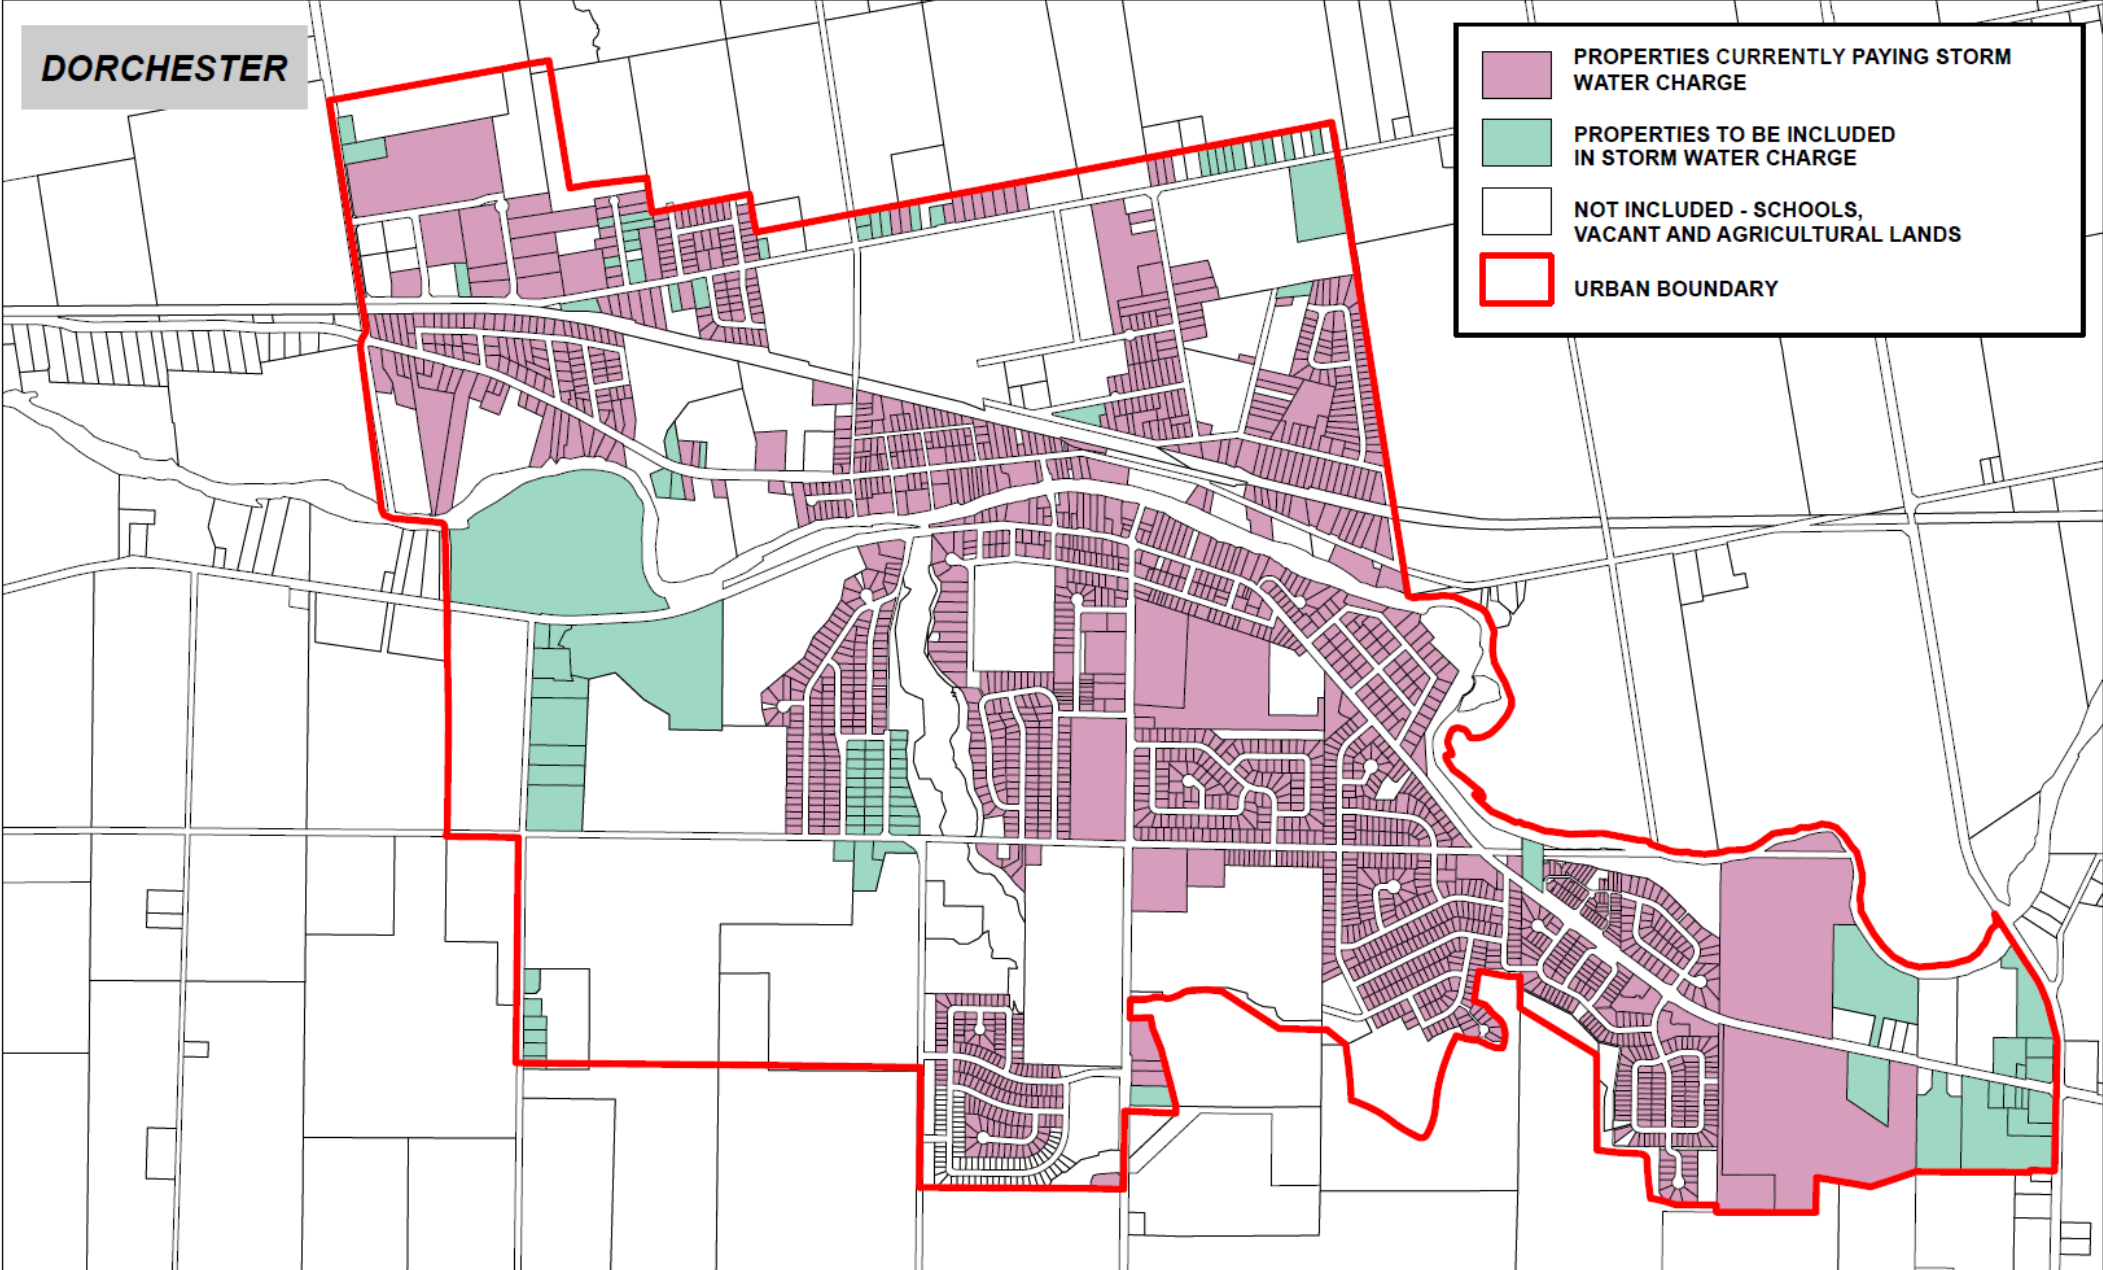 DORCHESTER
PROPERTIES CURRENTLY PAYING STORM
WATER CHARGE
PROPERTIES TO BE INCLUDED
IN STORM WATER CHARGE
NOT INCLUDED - SCHOOLS,
VACANT AND AGRICULTURAL LANDS
URBAN BOUNDARY